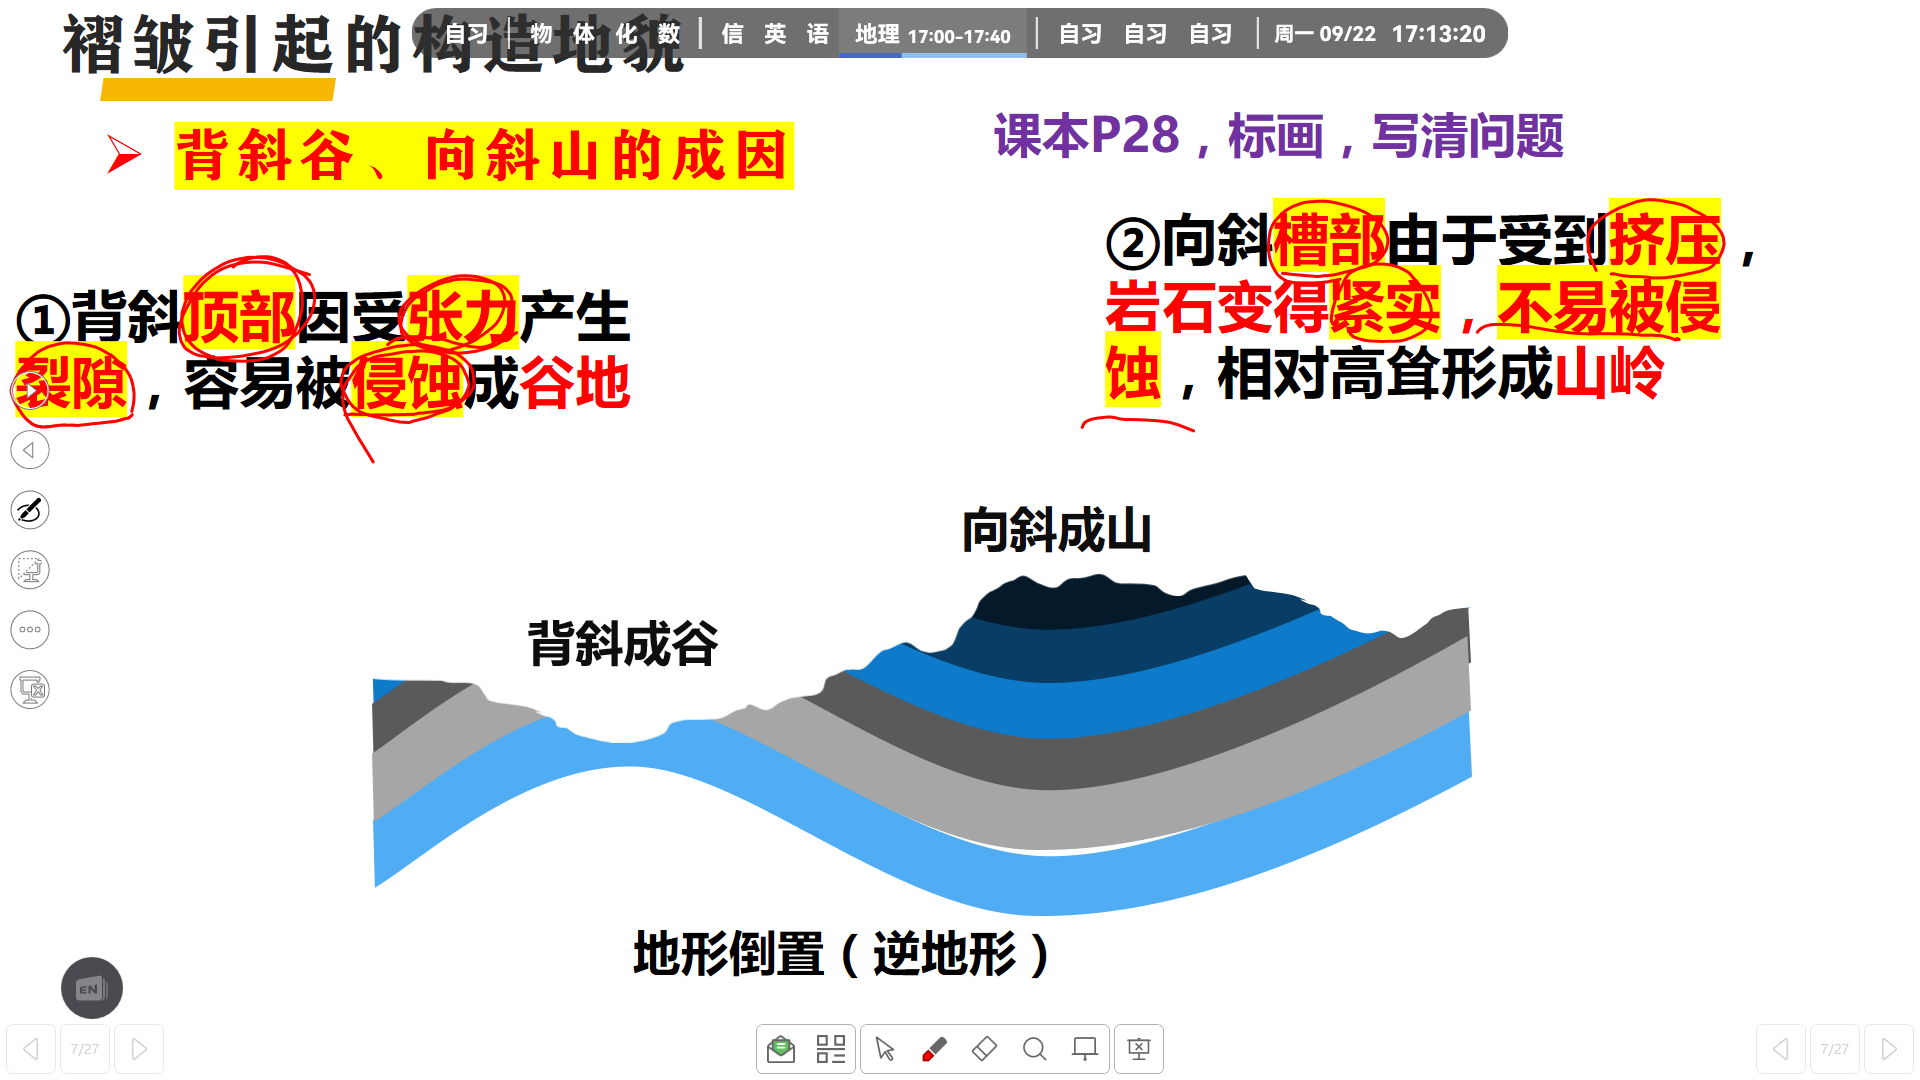 褶皱引起的构造地貌
自习 物 体 化 数 信 英 语 地理 17:00-17:40 自习 自习 自习 周一 09/22 17:13:20
背斜谷、向斜山的成因
课本P28，标画，写清问题
①背斜顶部因受张力产生
裂隙，容易被侵蚀成谷地
②向斜槽部由于受到挤压，
岩石变得紧实，不易被侵
蚀，相对高耸形成山岭
向斜成山
背斜成谷
地形倒置（逆地形）
EN
7/27
7/27